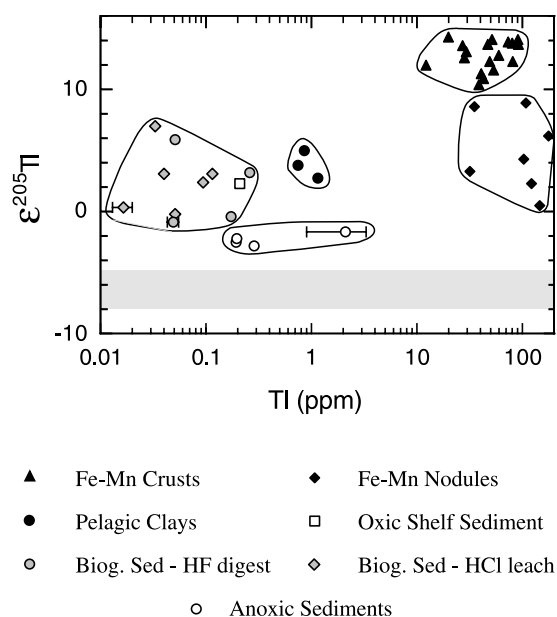 ε²⁰⁵Tl
10
0
-10
0.01 0.1 1 10 100
Tl (ppm)
Fe-Mn Crusts Fe-Mn Nodules
Pelagic Clays Oxic Shelf Sediment
Biog. Sed - HF digest Biog. Sed - HCl leach
Anoxic Sediments